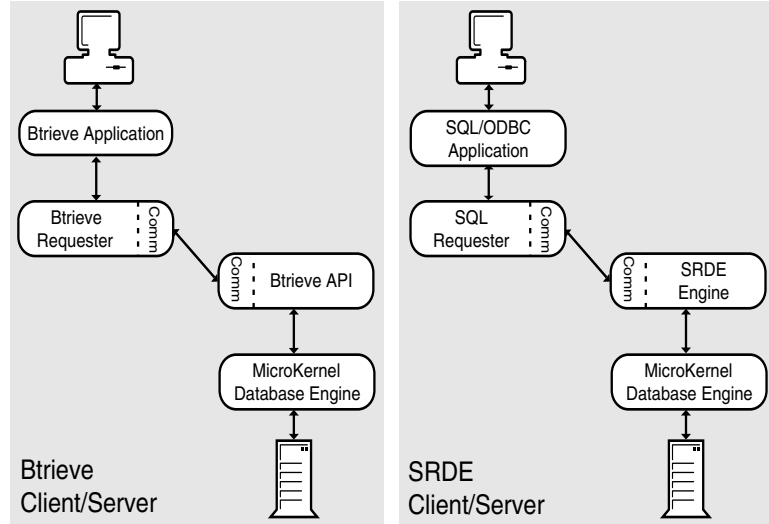 Btrieve Application
Btrieve
Requester
Comm
Comm
Btrieve API
MicroKernel
Database Engine
Btrieve
Client/Server
SQL/ODBC
Application
SQL
Requester
Comm
Comm
SRDE
Engine
MicroKernel
Database Engine
SRDE
Client/Server